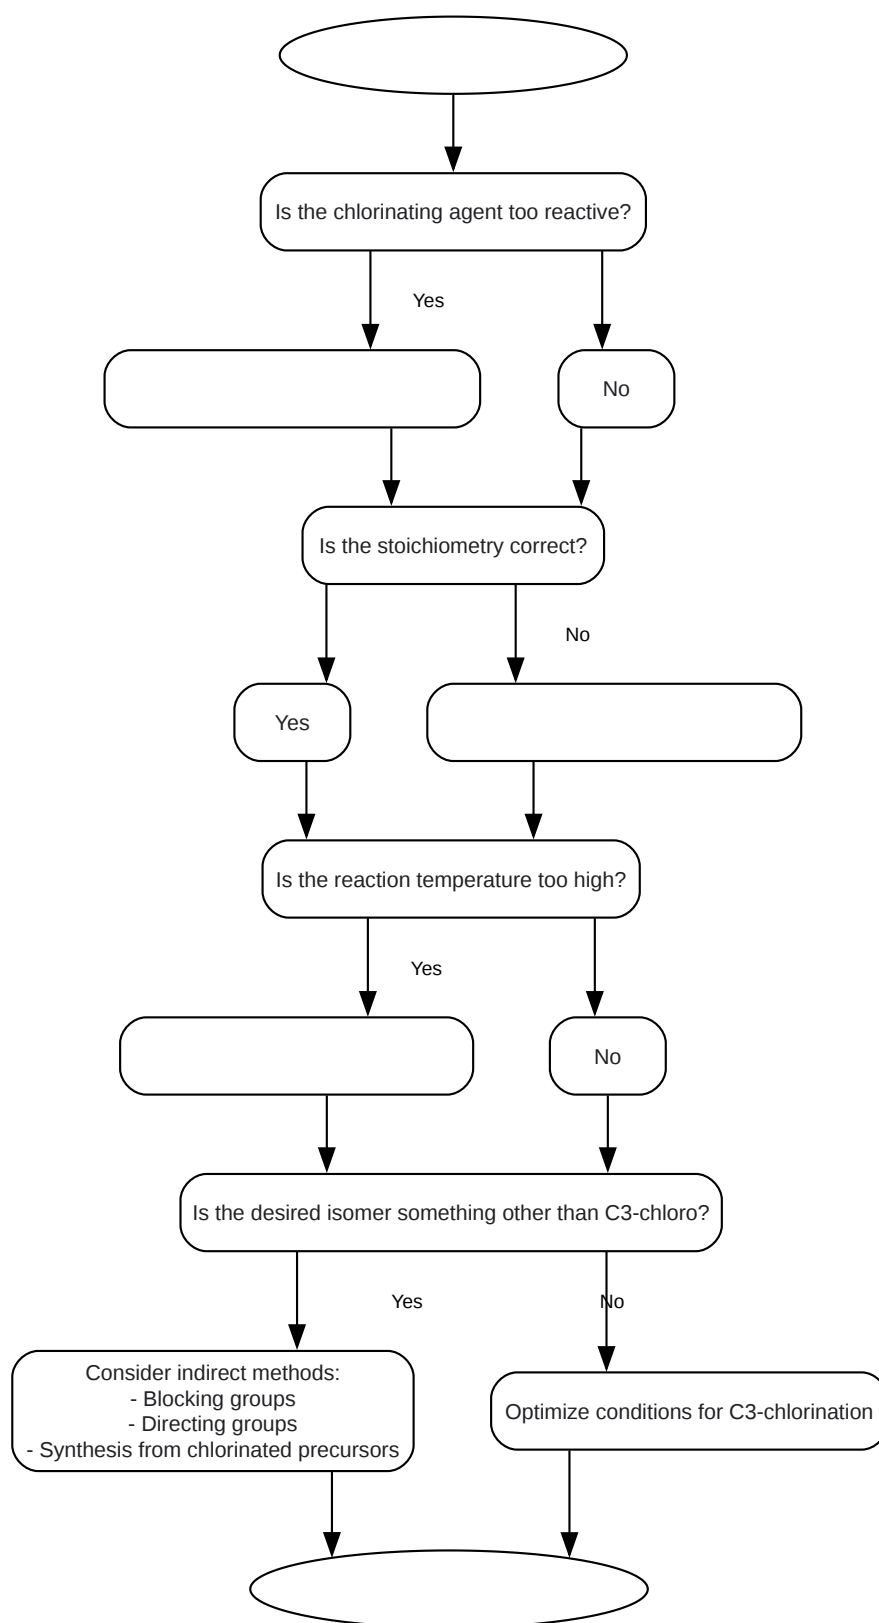 Is the chlorinating agent too reactive?
Yes
No
Is the stoichiometry correct?
No
Yes
Is the reaction temperature too high?
Yes
No
Is the desired isomer something other than C3-chloro?
Yes
No
Consider indirect methods:
- Blocking groups
- Directing groups
- Synthesis from chlorinated precursors
Optimize conditions for C3-chlorination